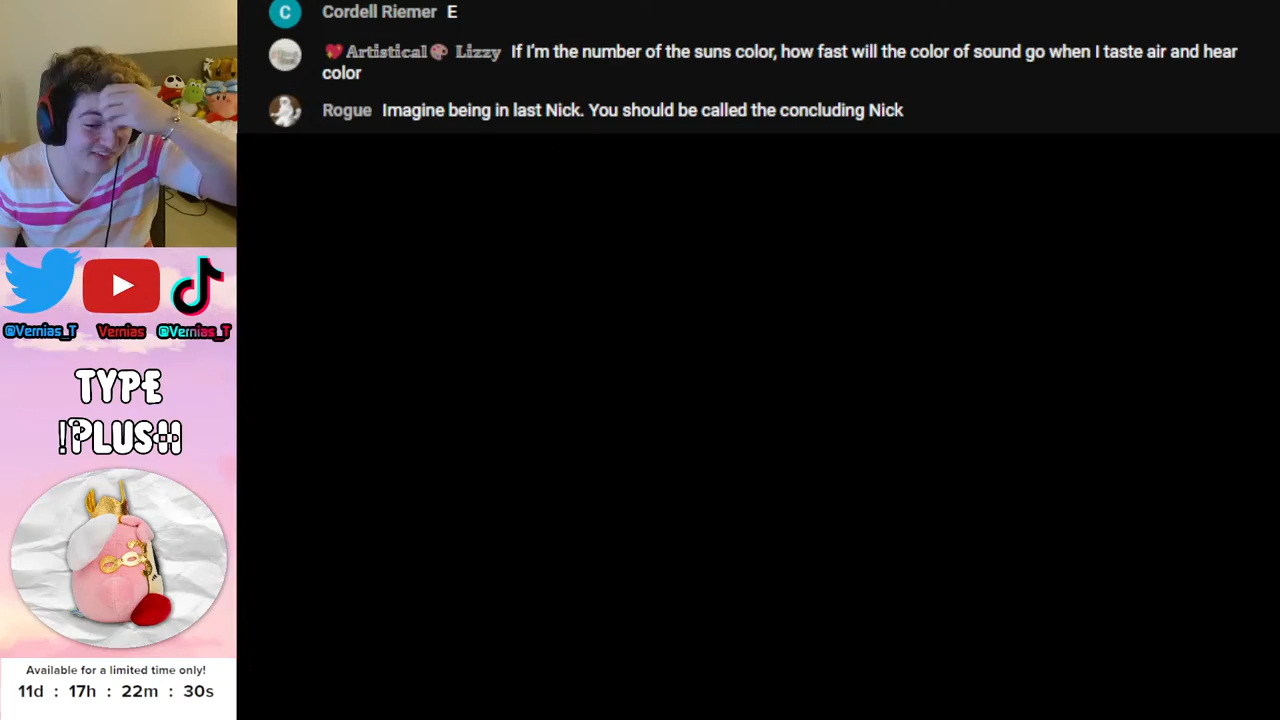 C Cordell Riemer E
💖𝔸𝕣𝕥𝕚𝕤𝕥𝕚𝕔𝕒𝕝🎨 𝕃𝕚𝕫𝕫𝕪 If I'm the number of the suns color, how fast will the color of sound go when I taste air and hear
color
Rogue Imagine being in last Nick. You should be called the concluding Nick
@Vernias_T Vernias @Vernias_T
TYPE
!PLUSH
Available for a limited time only!
11d : 17h : 22m : 30s